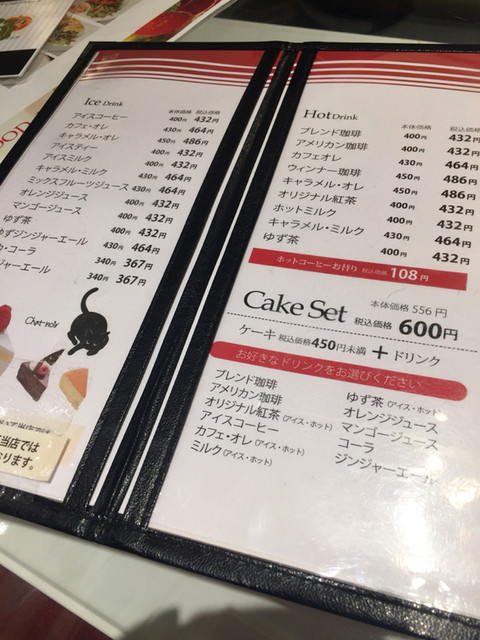 Ice Drink
本体価格 税込価格
アイスコーヒー 400円 432円
カフェ・オレ 430円 464円
キャラメル・オレ 450円 486円
アイスティー 400円 432円
アイスミルク 400円 432円
キャラメル・ミルク 430円 464円
ミックスフルーツジュース 430円 464円
オレンジジュース 400円 432円
マンゴージュース 400円 432円
ゆず茶 400円 432円
ゆずジンジャーエール 430円 464円
カ・コーラ 340円 367円
ジャーエール 340円 367円
Chat-noir
当店では
おります。
Hot Drink
本体価格 税込価格
ブレンド珈琲 400円 432円
アメリカン珈琲 400円 432円
カフェオレ 430円 464円
ウィンナー珈琲 450円 486円
キャラメル・オレ 450円 486円
オリジナル紅茶 400円 432円
ホットミルク 400円 432円
キャラメル・ミルク 430円 464円
ゆず茶 400円 432円
ホットコーヒーお替り 税込価格 108円
Cake Set 本体価格 556円
税込価格 600円
ケーキ 税込価格450円未満 + ドリンク
お好きなドリンクをお選びください
ブレンド珈琲
アメリカン珈琲
オリジナル紅茶(アイス・ホット)
アイスコーヒー
カフェ・オレ(アイス・ホット)
ミルク(アイス・ホット)
ゆず茶(アイス・ホット)
オレンジジュース
マンゴージュース
コーラ
ジンジャーエール